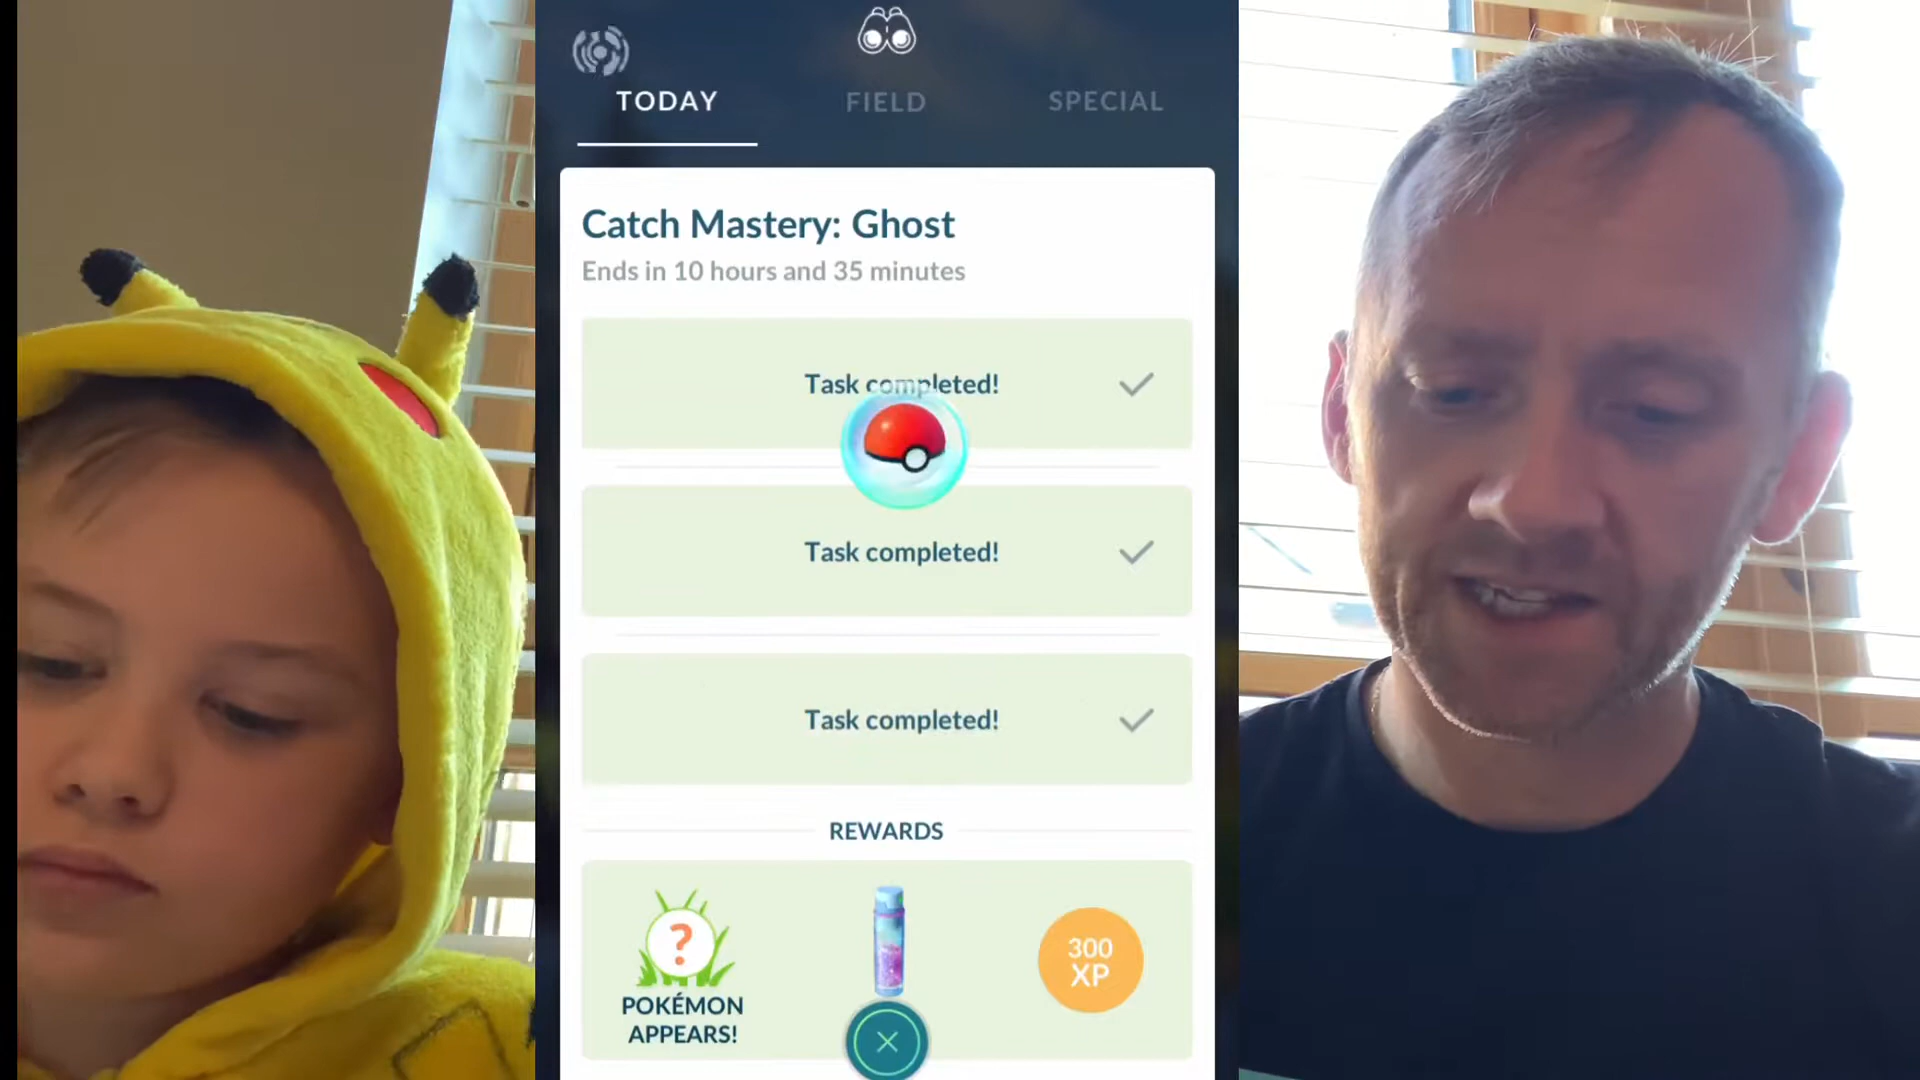 TODAY
FIELD
SPECIAL
Catch Mastery: Ghost
Ends in 10 hours and 35 minutes
Task completed!
Task completed!
Task completed!
REWARDS
?
POKÉMON
APPEARS!
300
XP